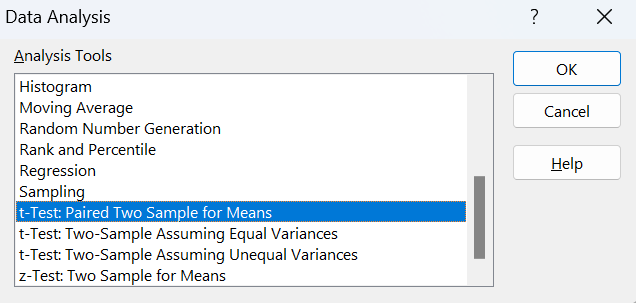 Data Analysis
?
Analysis Tools
Histogram
Moving Average
Random Number Generation
Rank and Percentile
Regression
Sampling
t-Test: Paired Two Sample for Means
t-Test: Two-Sample Assuming Equal Variances
t-Test: Two-Sample Assuming Unequal Variances
z-Test: Two Sample for Means
OK
Cancel
Help